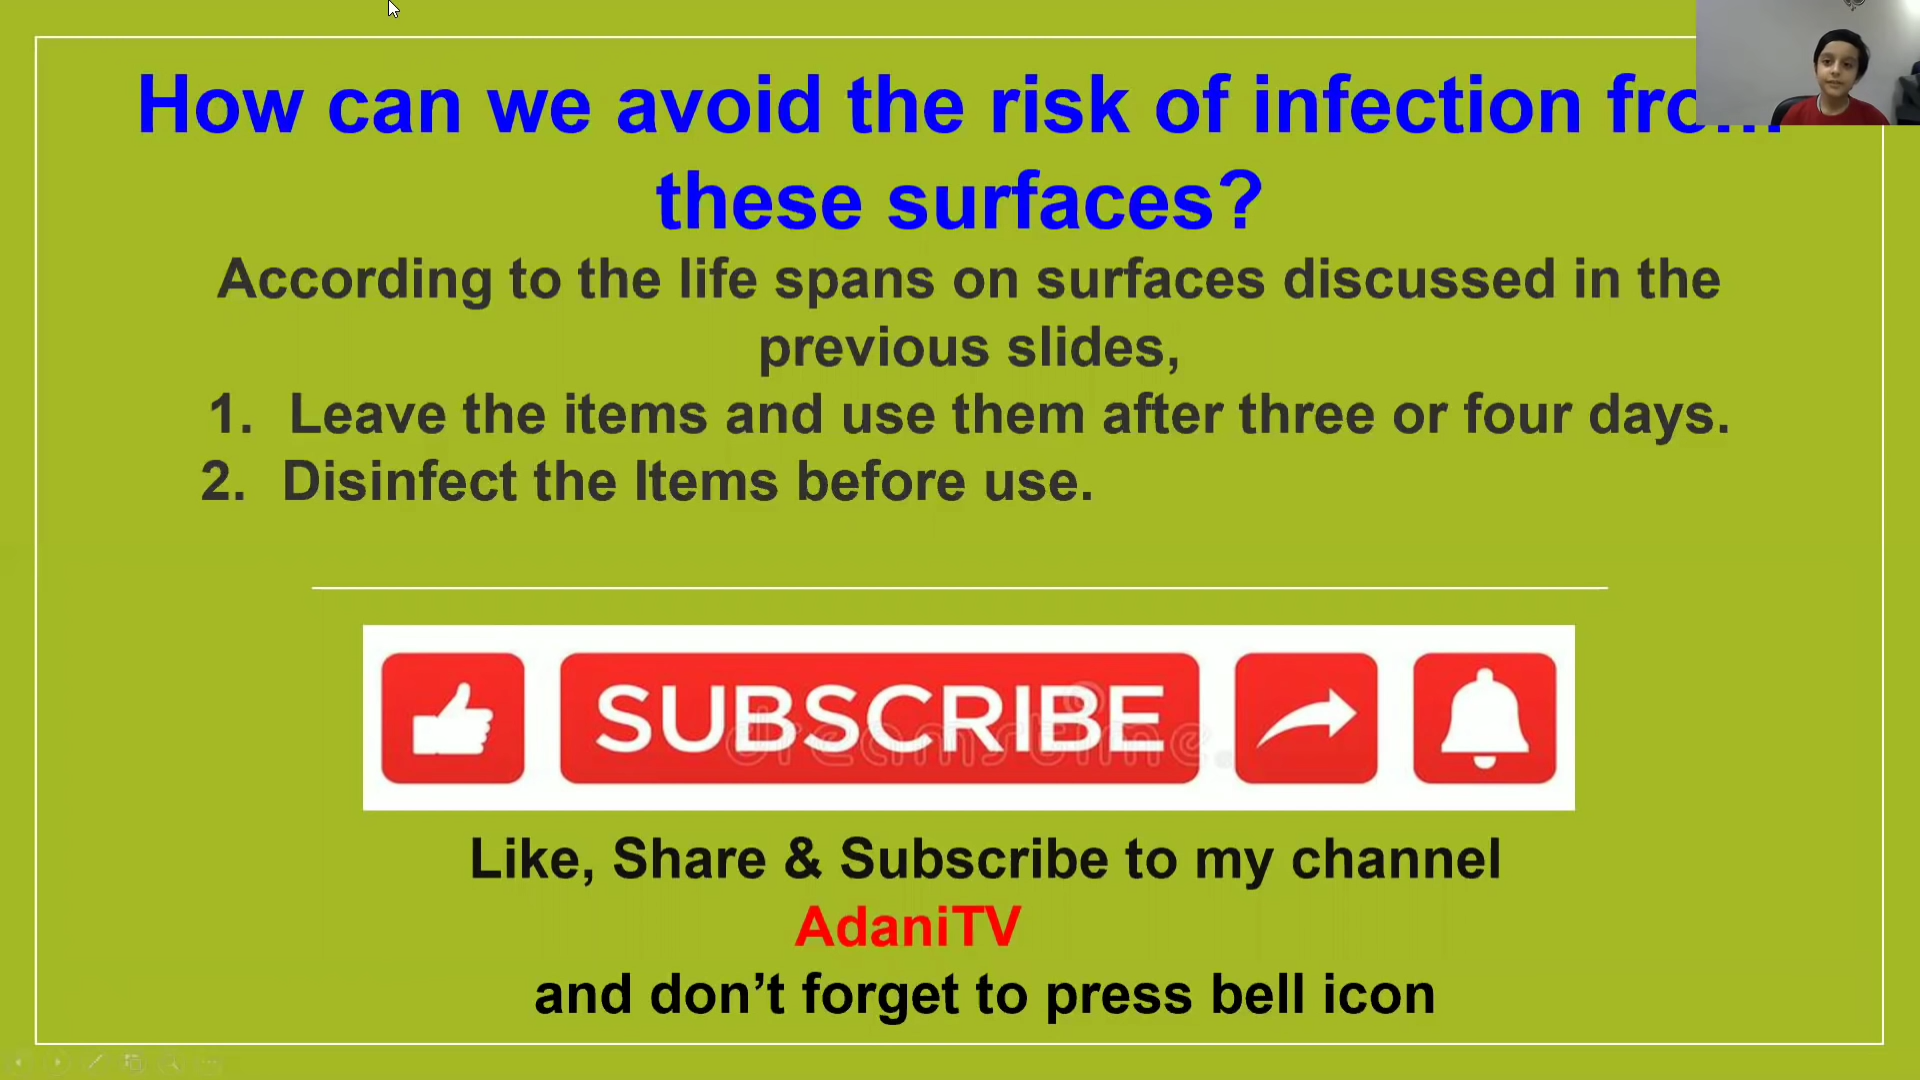 How can we avoid the risk of infection from
these surfaces?
According to the life spans on surfaces discussed in the
previous slides,
1. Leave the items and use them after three or four days.
2. Disinfect the Items before use.
SUBSCRIBE
dreamstime.
Like, Share & Subscribe to my channel
AdaniTV
and don’t forget to press bell icon